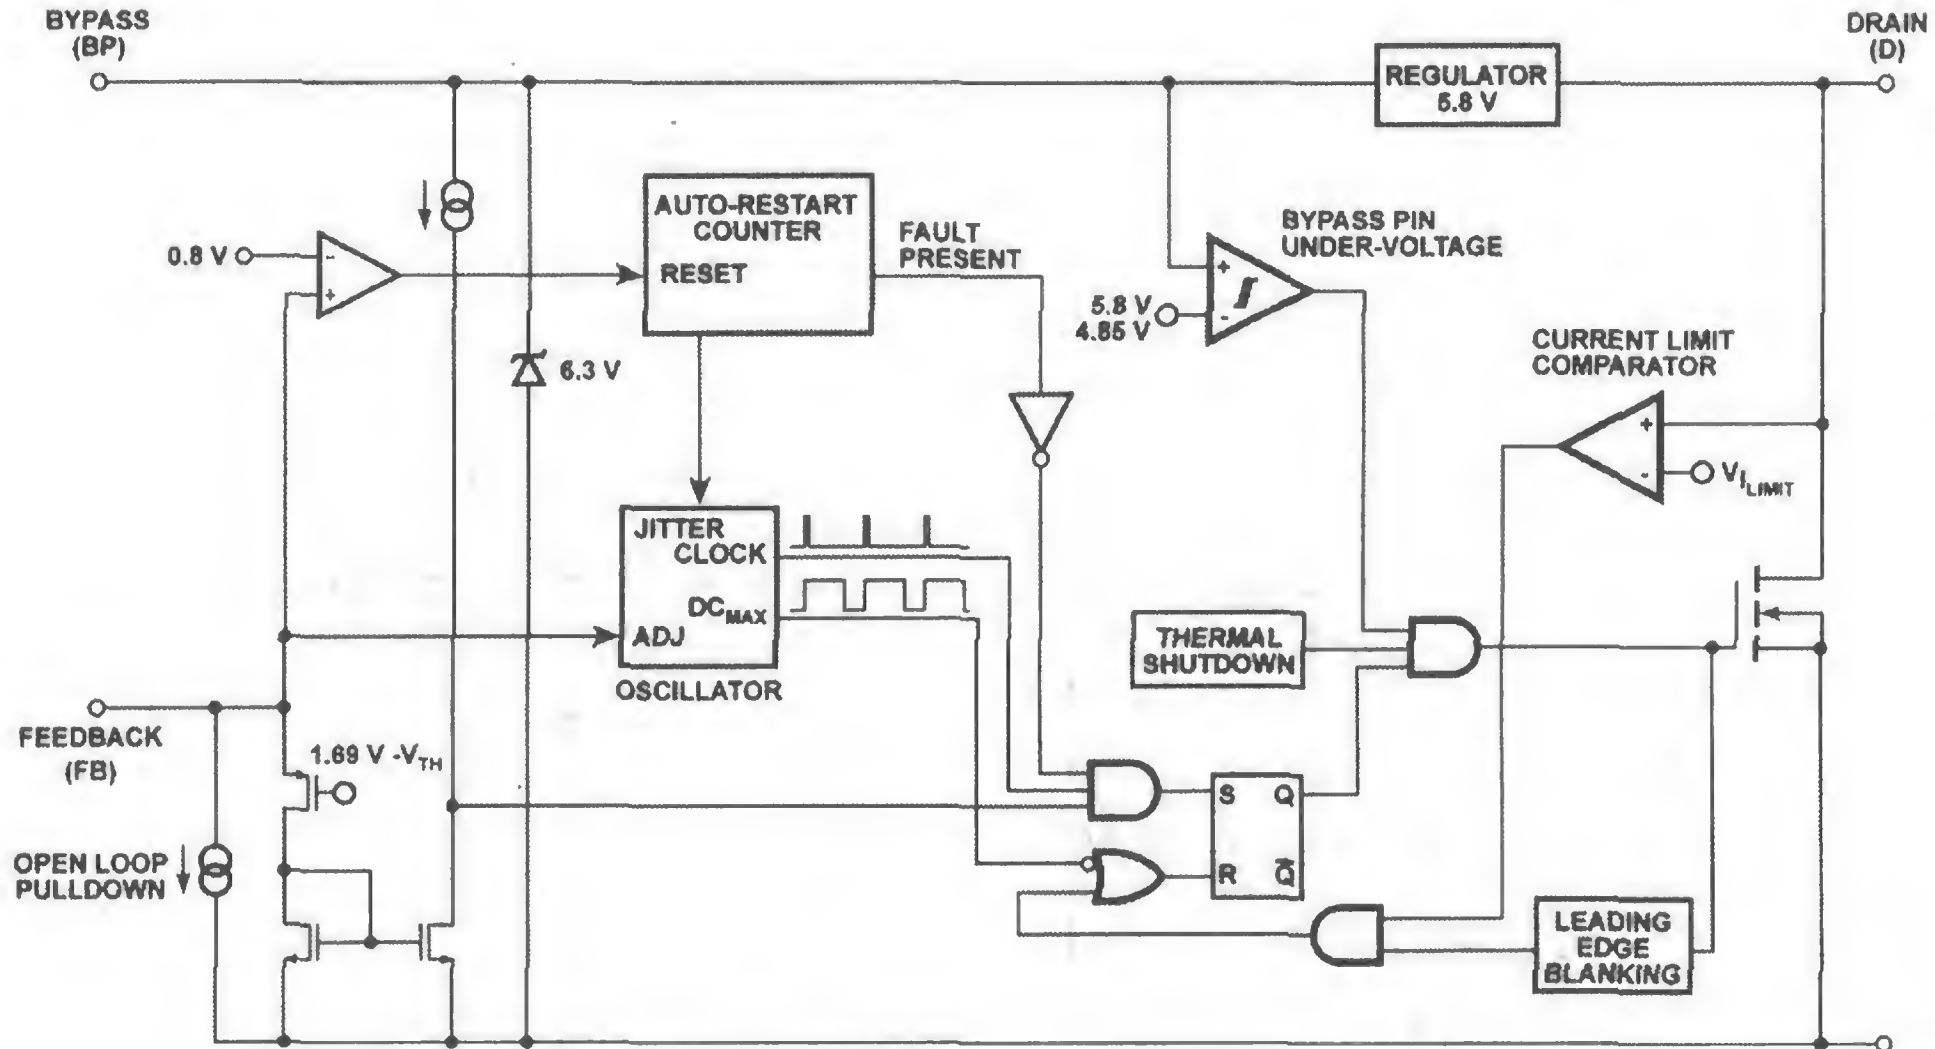 BYPASS
(BP)
DRAIN
(D)
REGULATOR
5.8 V
AUTO-RESTART
COUNTER
RESET
FAULT
PRESENT
BYPASS PIN
UNDER-VOLTAGE
0.8 V
-
+
+
-
5.8 V
4.85 V
6.3 V
CURRENT LIMIT
COMPARATOR
+
-
VILIMIT
JITTER
CLOCK
DCMAX
ADJ
OSCILLATOR
THERMAL
SHUTDOWN
FEEDBACK
(FB)
1.69 V -VTH
S Q
R Q̅
OPEN LOOP
PULLDOWN
LEADING
EDGE
BLANKING